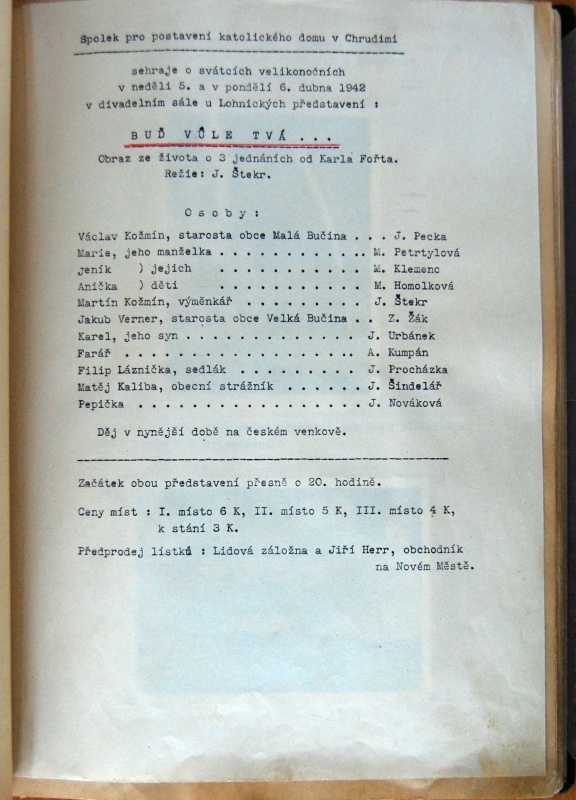 Spolek pro postavení katolického domu v Chrudimi
sehraje o svátcích velikonočních
v neděli 5. a v pondělí 6. dubna 1942
v divadelním sále u Lohnických představení :
BUĎ VŮLE TVÁ ...
Obraz ze života o 3 jednáních od Karla Fořta.
Režie: J. Štekr.
Osoby:
Václav Kožmín, starosta obce Malá Bučina . . . J. Pecka
Marie, jeho manželka . . . . . . . . . . . . M. Petrtylová
Jeník ) jejich . . . . . . . . . . M. Klemenc
Anička ) děti . . . . . . . . . . M. Homolková
Martin Kožmín, výměnkář . . . . . . . . . . J. Štekr
Jakub Verner, starosta obce Velká Bučina . . Z. Žák
Karel, jeho syn . . . . . . . . . . . . . . J. Urbánek
Farář . . . . . . . . . . . . . . . . . . A. Kumpán
Filip Láznička, sedlák . . . . . . . . . . J. Procházka
Matěj Kaliba, obecní strážník . . . . . . J. Šindelář
Pepička . . . . . . . . . . . . . . . . . J. Nováková
Děj v nynější době na českém venkově.
Začátek obou představení přesně o 20. hodině.
Ceny míst : I. místo 6 K, II. místo 5 K, III. místo 4 K,
k stání 3 K.
Předprodej lístků : Lidová záložna a Jiří Herr, obchodník
na Novém Městě.